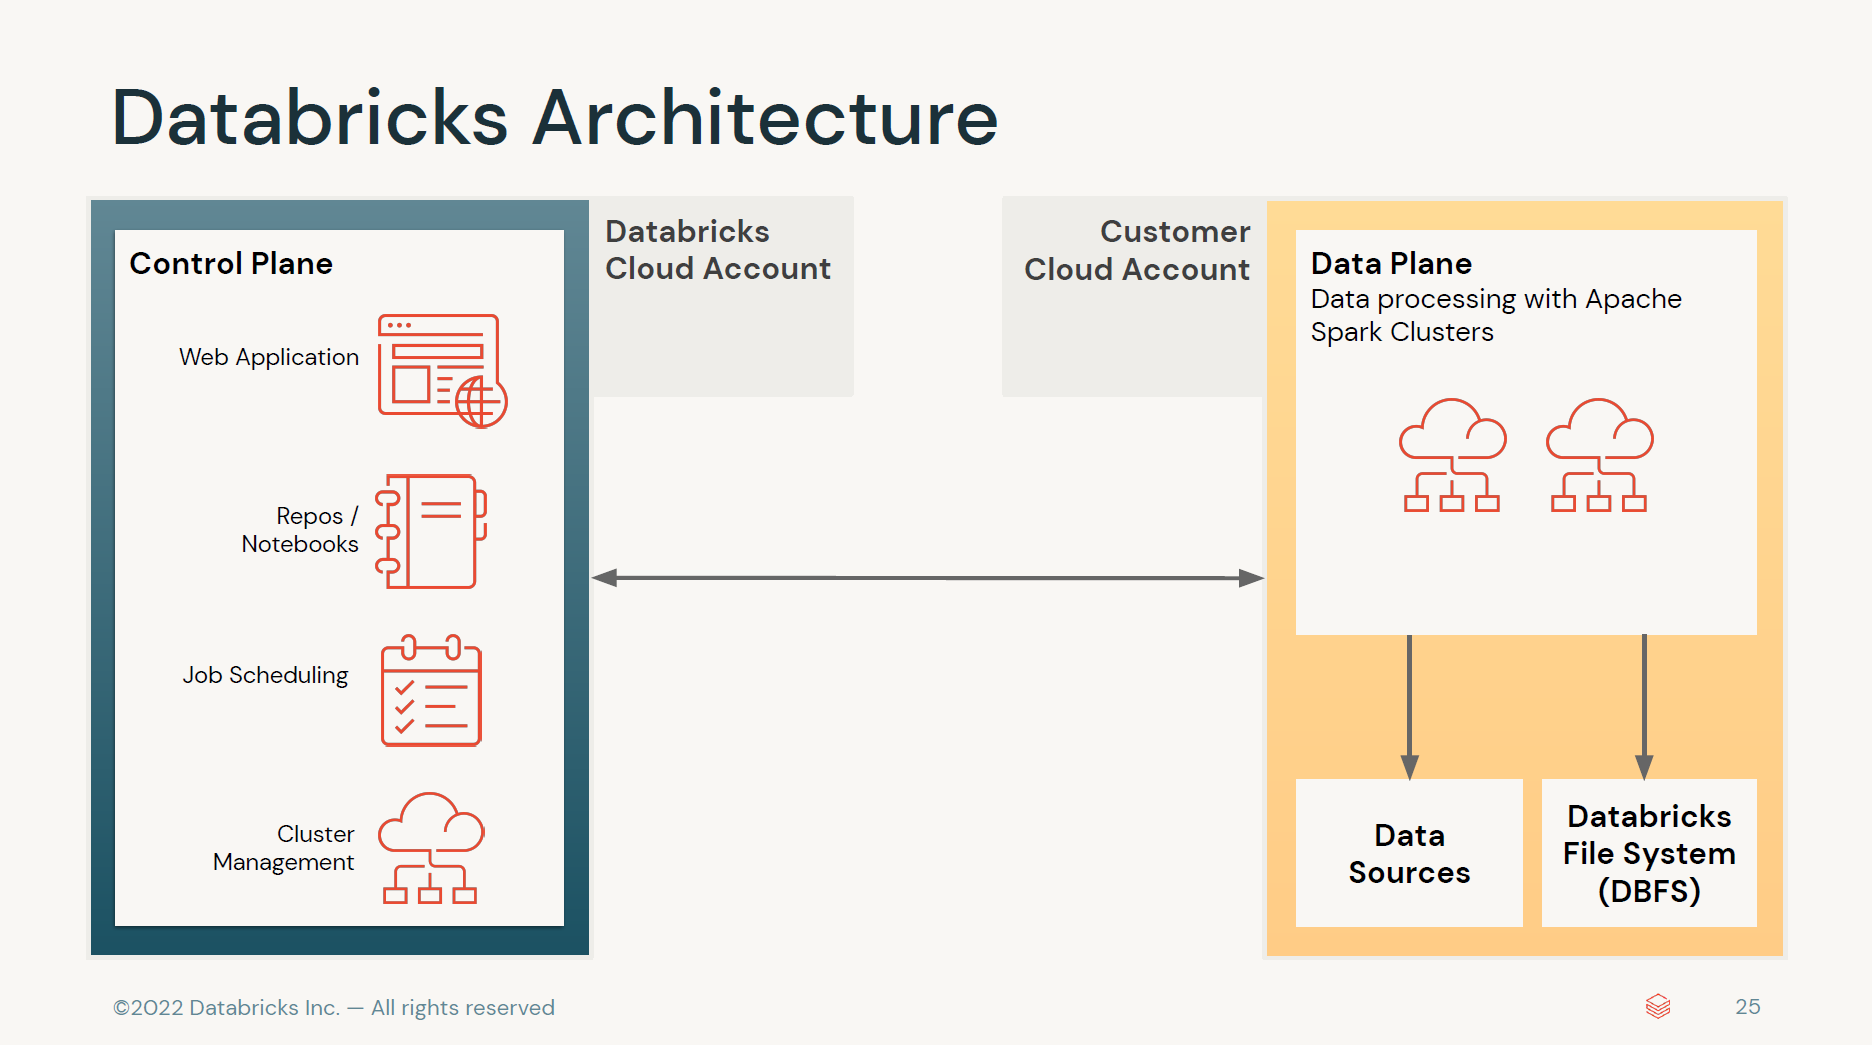 Databricks Architecture
Control Plane
Web Application
Repos /
Notebooks
Job Scheduling
Cluster
Management
Databricks
Cloud Account
Customer
Cloud Account
Data Plane
Data processing with Apache
Spark Clusters
Data
Sources
Databricks
File System
(DBFS)
©2022 Databricks Inc. — All rights reserved
25